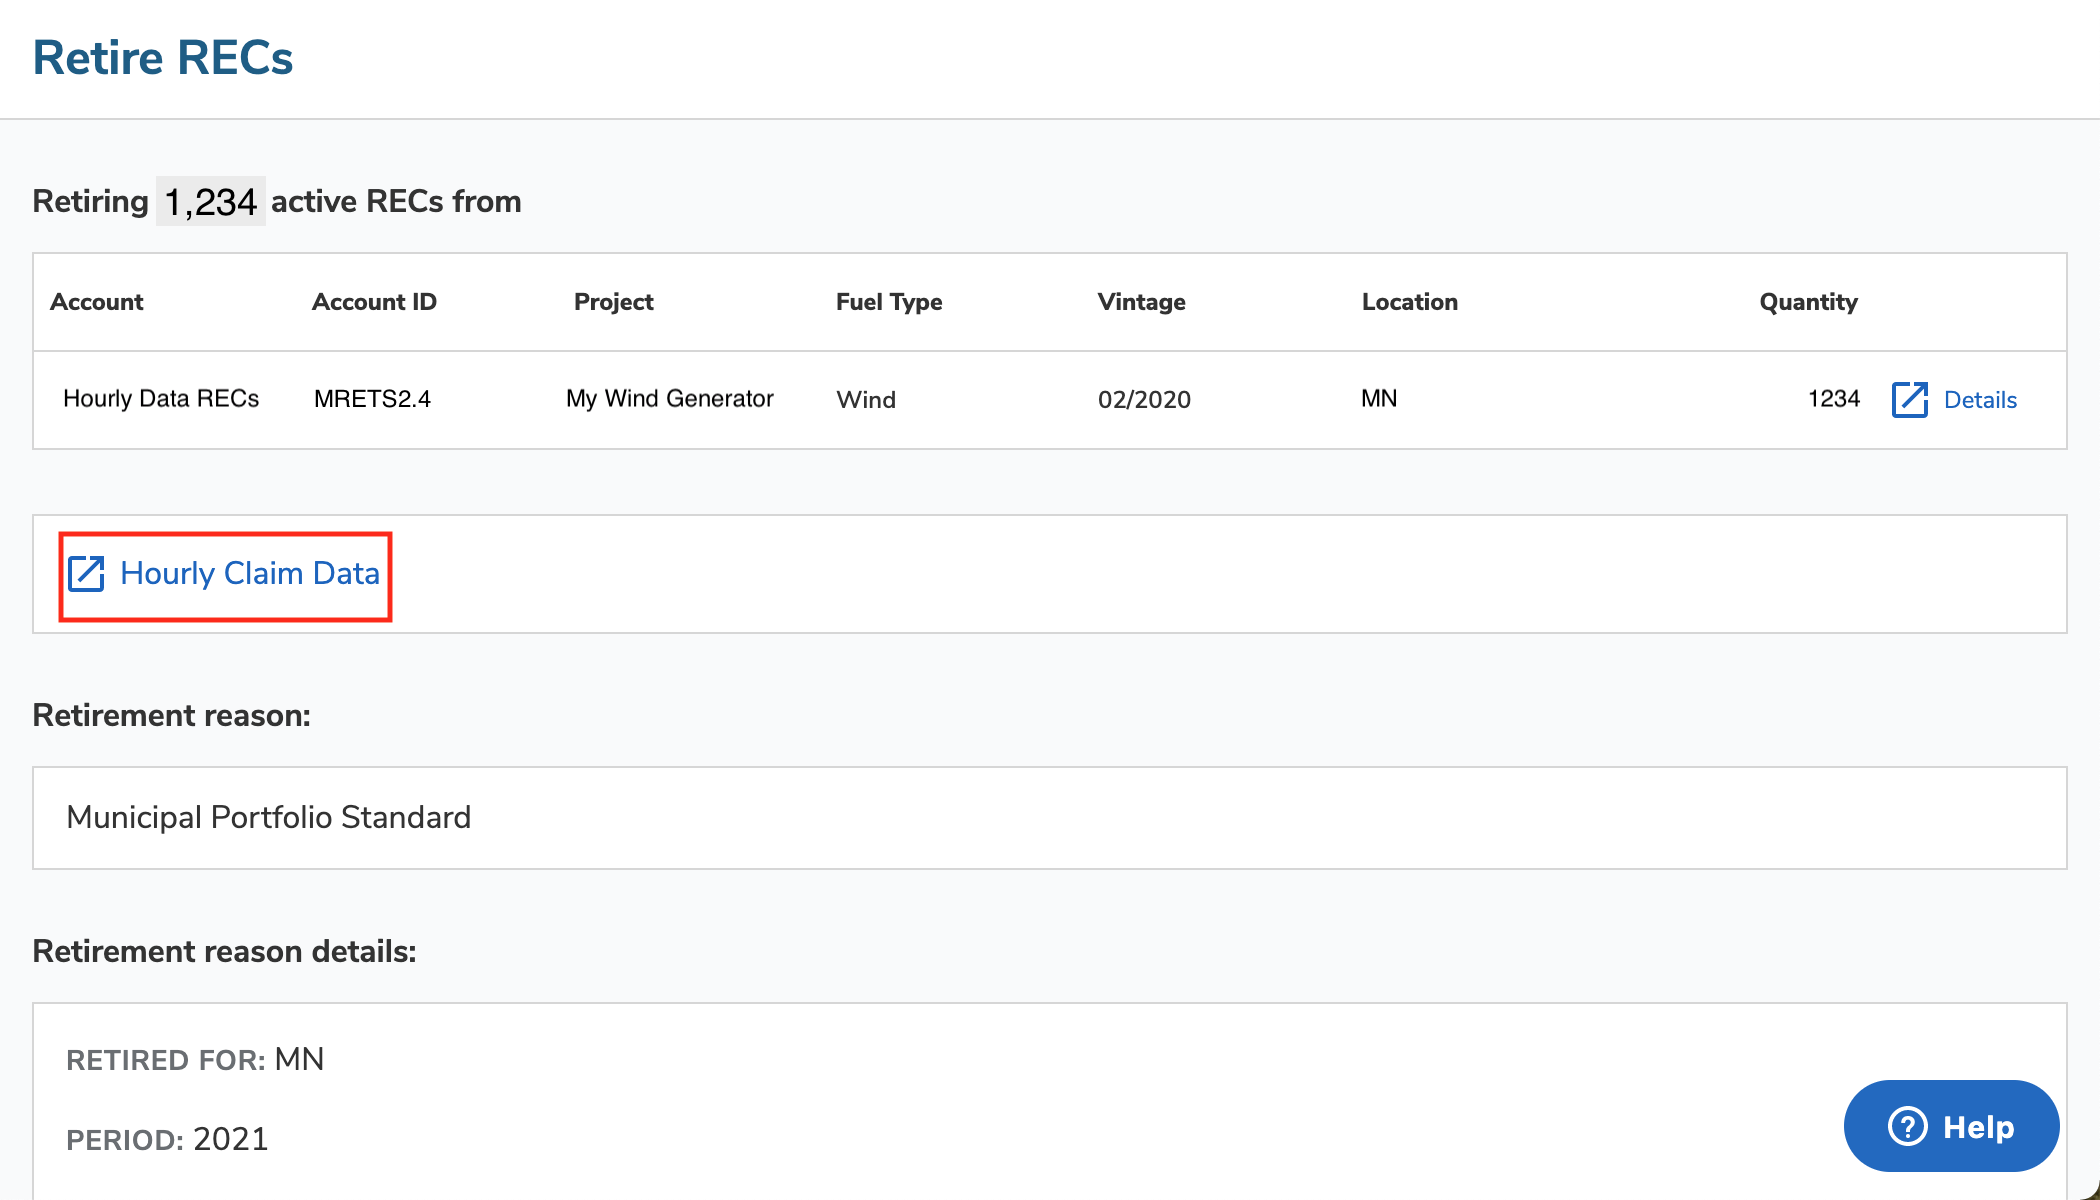 Retire RECs
Retiring 1,234 active RECs from
Account Account ID Project Fuel Type Vintage Location Quantity
Hourly Data RECs MRETS2.4 My Wind Generator Wind 02/2020 MN 1234 Details
Hourly Claim Data
Retirement reason:
Municipal Portfolio Standard
Retirement reason details:
RETIRED FOR: MN
PERIOD: 2021
Help